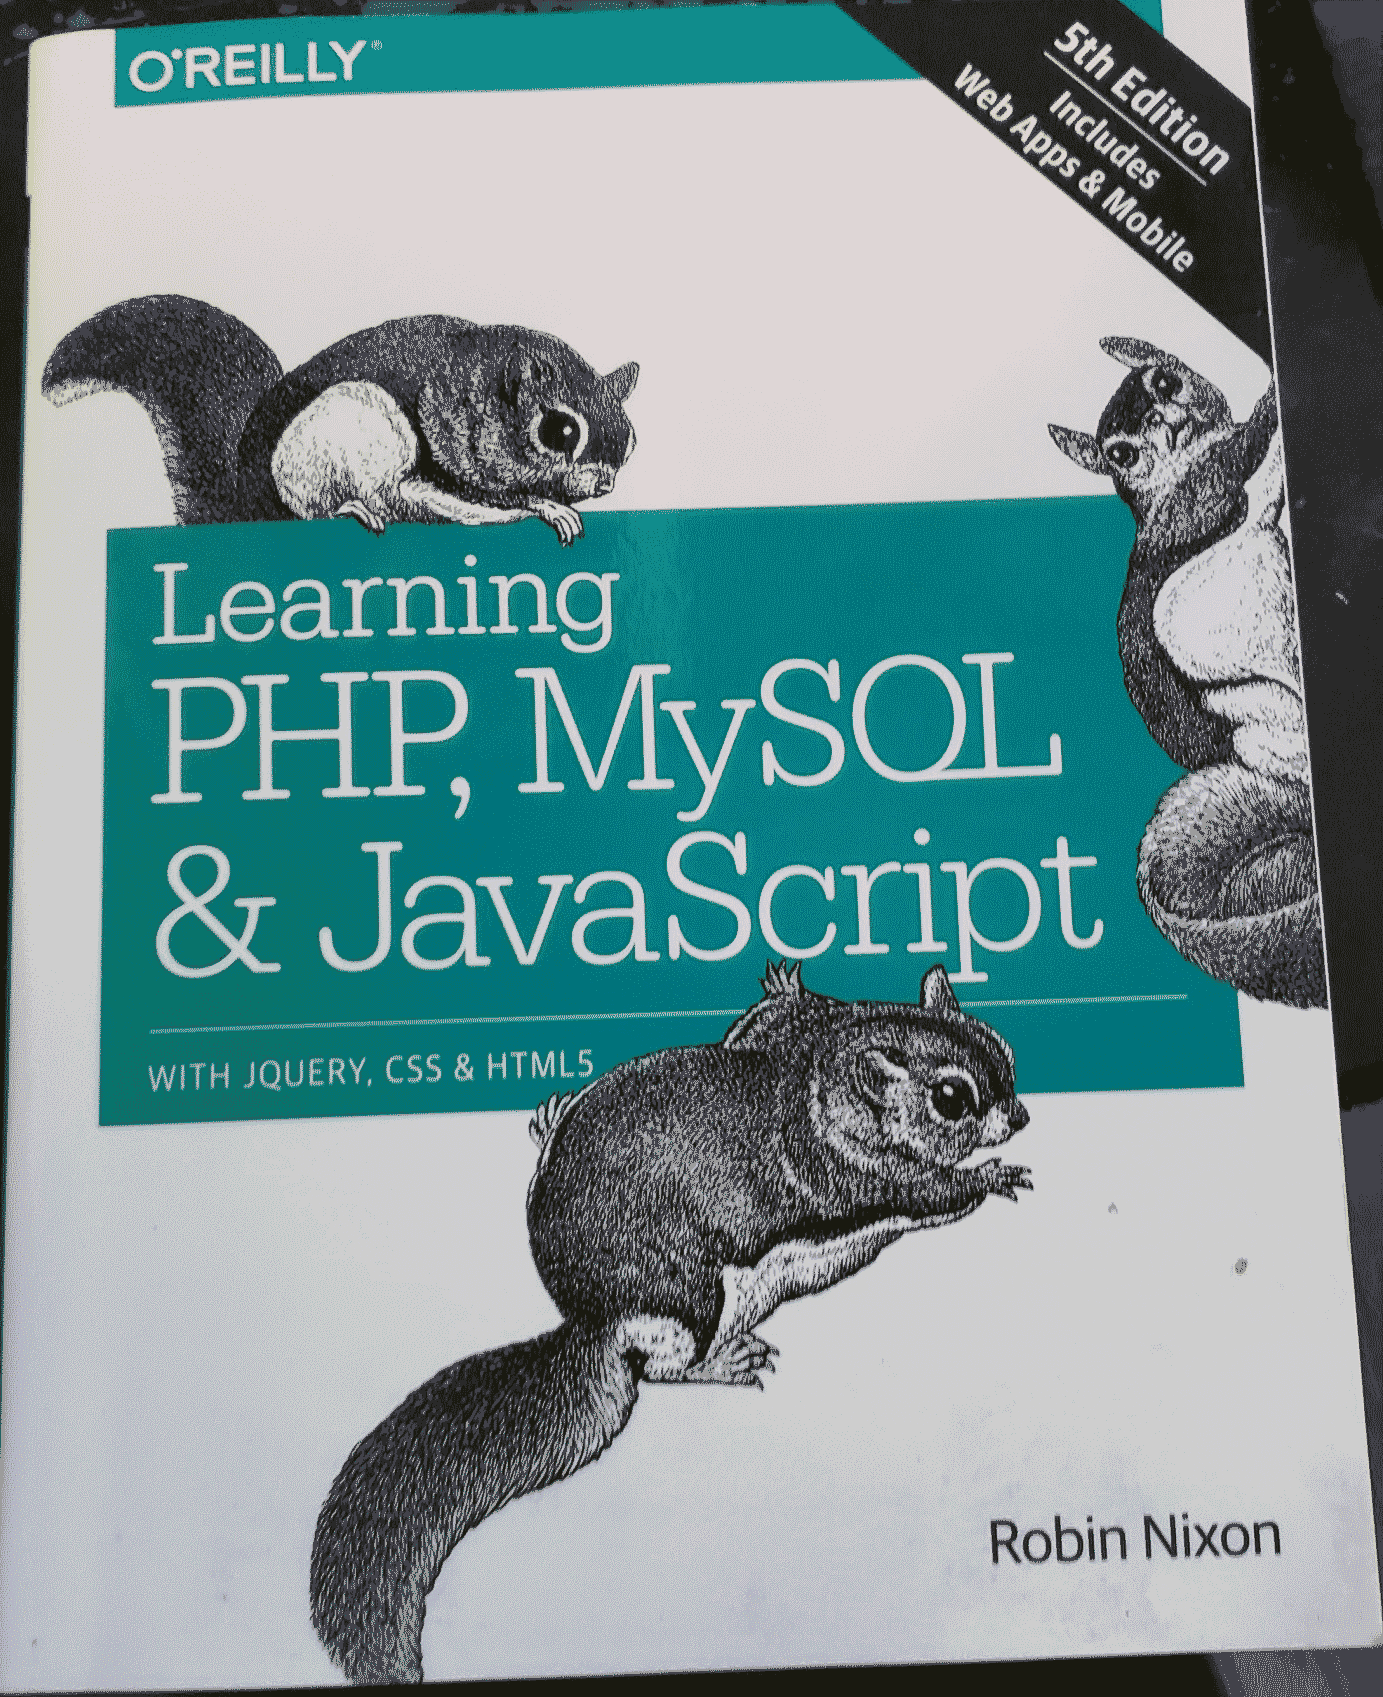 O'REILLY®
5th Edition
Includes
Web Apps & Mobile
Learning
PHP, MySQL
& JavaScript
WITH JQUERY, CSS & HTML5
Robin Nixon